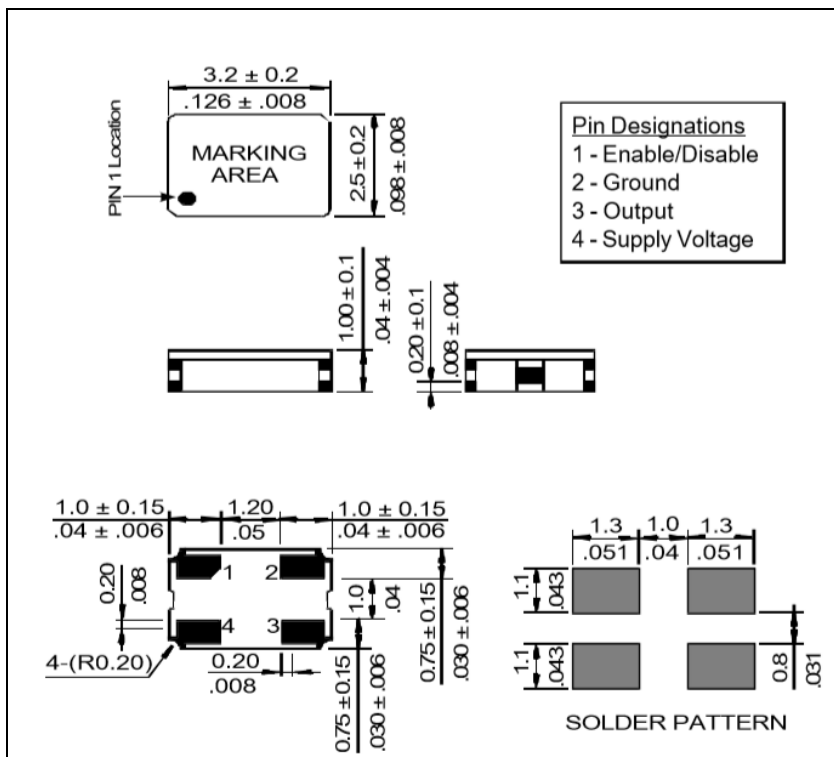 3.2 ± 0.2
.126 ± .008
PIN 1 Location
MARKING
AREA
2.5 ± 0.2
.098 ± .008
Pin Designations
1 - Enable/Disable
2 - Ground
3 - Output
4 - Supply Voltage
1.00 ± 0.1
.04 ± .004
0.20 ± 0.1
.008 ± .004
1.0 ± 0.15
.04 ± .006
1.20
.05
1.0 ± 0.15
.04 ± .006
0.20
.008
1
2
4
3
1.0
.04
0.75 ± 0.15
.030 ± .006
4-(R0.20)
0.20
.008
0.75 ± 0.15
.030 ± .006
1.3
.051
1.0
.04
1.3
.051
1.1
.043
1.1
.043
0.8
.031
SOLDER PATTERN